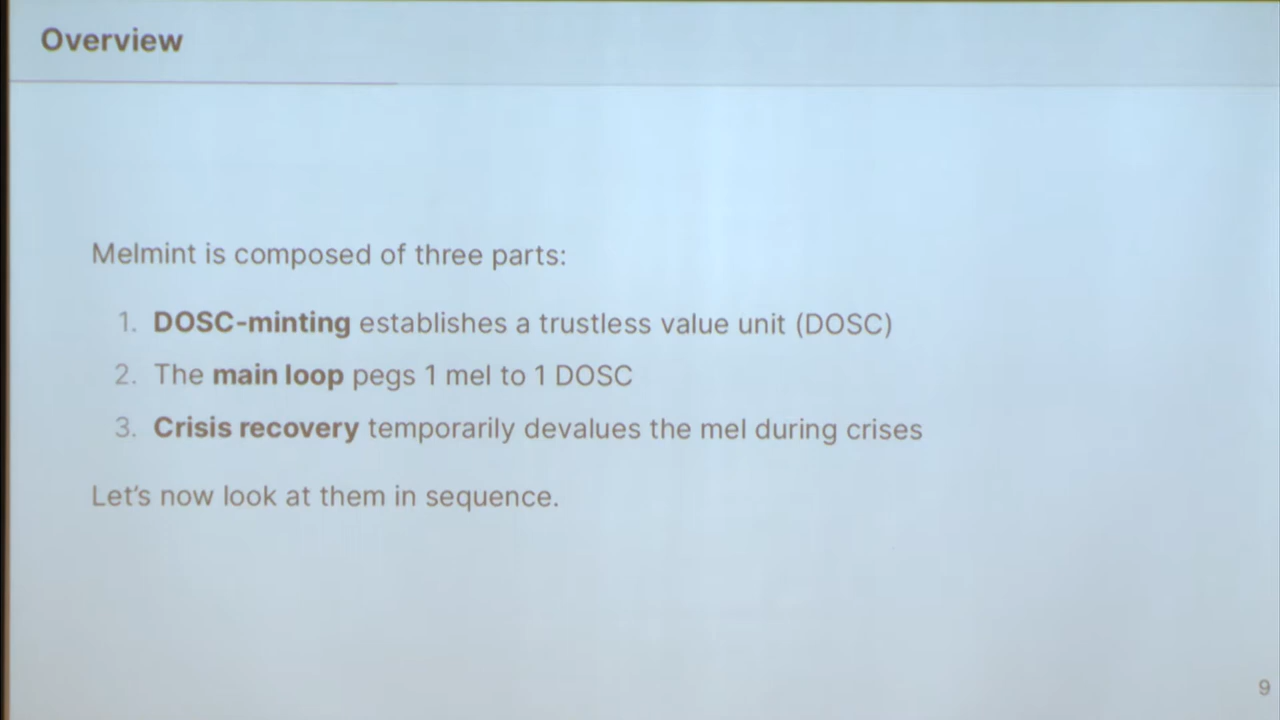 Overview
Melmint is composed of three parts:
1. DOSC-minting establishes a trustless value unit (DOSC)
2. The main loop pegs 1 mel to 1 DOSC
3. Crisis recovery temporarily devalues the mel during crises
Let's now look at them in sequence.
9